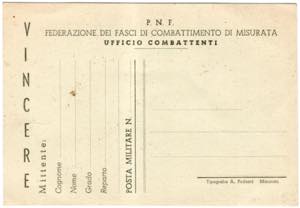 VINCERE
P. N. F.
FEDERAZIONE DEI FASCI DI COMBATTIMENTO DI MISURATA
UFFICIO COMBATTENTI
Mittente:
Cognome
Nome
Grado
Reparto
POSTA MILITARE N.
Tipografia A. Misurata